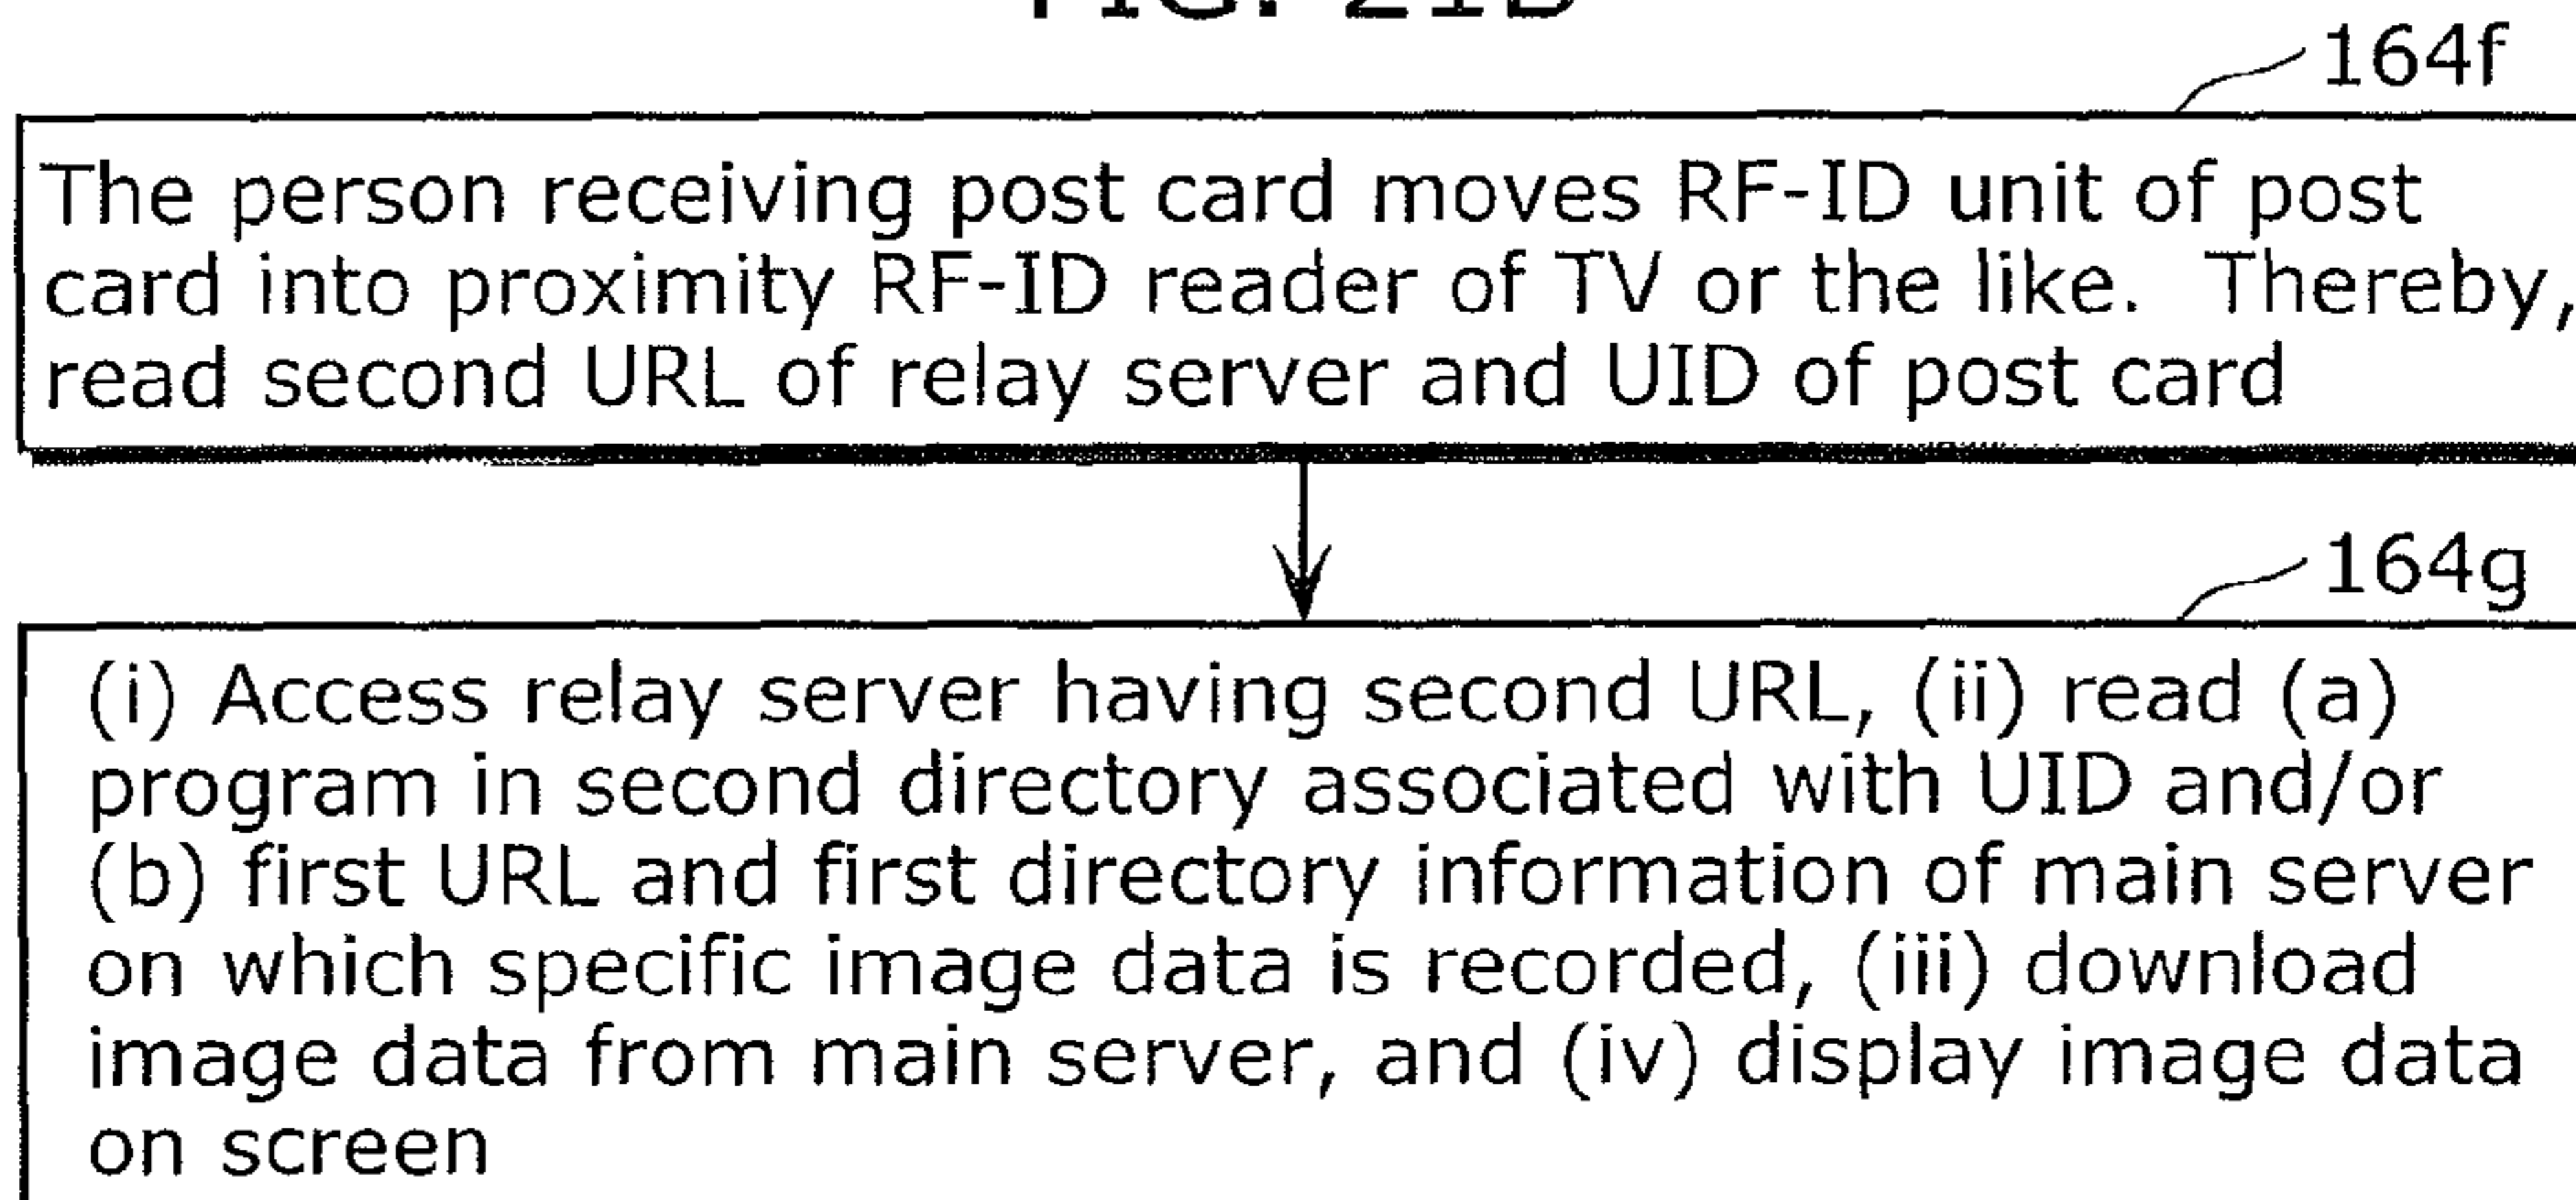 FIG. 21B
164f
The person receiving post card moves RF-ID unit of post
card into proximity RF-ID reader of TV or the like. Thereby,
read second URL of relay server and UID of post card
164g
(i) Access relay server having second URL, (ii) read (a)
program in second directory associated with UID and/or
(b) first URL and first directory information of main server
on which specific image data is recorded, (iii) download
image data from main server, and (iv) display image data
on screen